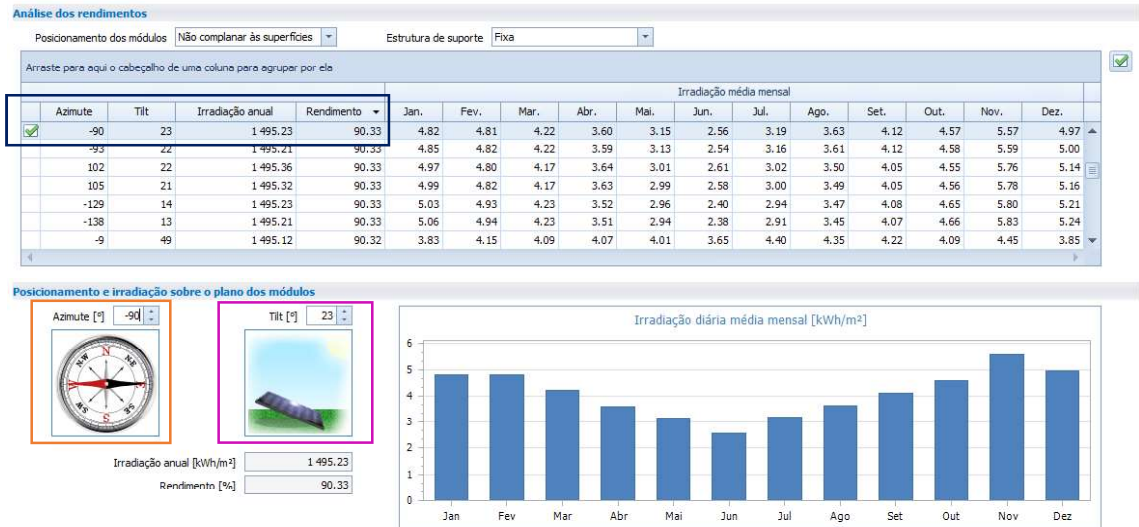 Análise dos rendimentos
Posicionamento dos módulos Não complanar às superfícies Estrutura de suporte Fixa
Arraste para aqui o cabeçalho de uma coluna para agrupar por ela
Irradiação média mensal
Azimute Tilt Irradiação anual Rendimento Jan. Fev. Mar. Abr. Mai. Jun. Jul. Ago. Set. Out. Nov. Dez.
-90 23 1 495.23 90.33 4.82 4.81 4.22 3.60 3.15 2.56 3.19 3.63 4.12 4.57 5.57 4.97
-93 22 1 495.21 90.33 4.85 4.82 4.22 3.59 3.13 2.54 3.16 3.61 4.12 4.58 5.59 5.00
102 22 1 495.36 90.33 4.97 4.80 4.17 3.64 3.01 2.61 3.02 3.50 4.05 4.55 5.76 5.14
105 21 1 495.32 90.33 4.99 4.82 4.17 3.63 2.99 2.58 3.00 3.49 4.05 4.56 5.78 5.16
-129 14 1 495.23 90.33 5.03 4.93 4.23 3.52 2.96 2.40 2.94 3.47 4.08 4.65 5.80 5.21
-138 13 1 495.21 90.33 5.06 4.94 4.23 3.51 2.94 2.38 2.91 3.45 4.07 4.66 5.83 5.24
-9 49 1 495.12 90.32 3.83 4.15 4.09 4.07 4.01 3.65 4.40 4.35 4.22 4.09 4.45 3.85
Posicionamento e irradiação sobre o plano dos módulos
Azimute [º] -90 Tilt [º] 23
N
N-W N-E
W E
S-W S-E
S
Irradiação anual [kWh/m²] 1 495.23
Rendimento [%] 90.33
Irradiação diária média mensal [kWh/m²]
6
5
4
3
2
1
0
Jan Fev Mar Abr Mai Jun Jul Ago Set Out Nov Dez